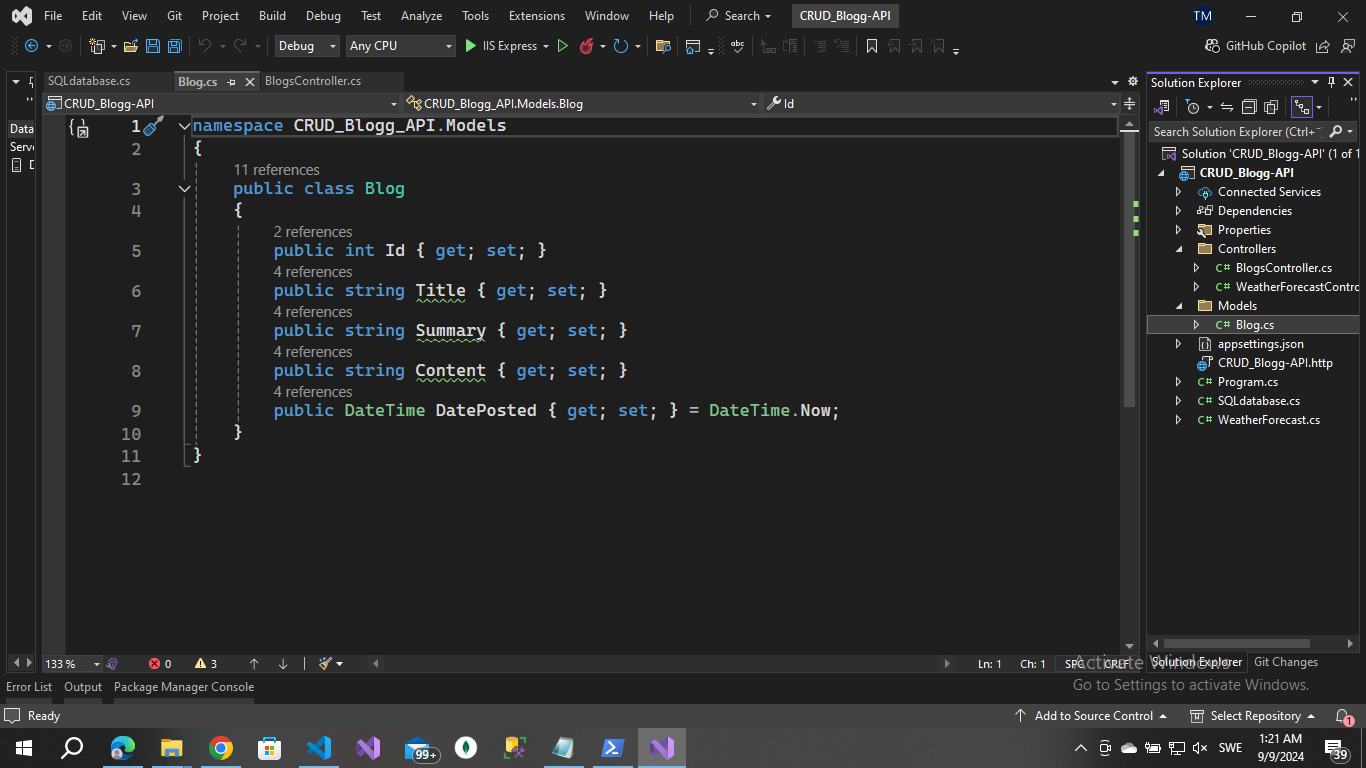 File Edit View Git Project Build Debug Test Analyze Tools Extensions Window Help Search CRUD_Blogg-API TM
Debug Any CPU IIS Express GitHub Copilot
SQLdatabase.cs Blog.cs BlogsController.cs
CRUD_Blogg-API CRUD_Blogg_API.Models.Blog Id
Data
Serv
D
1 namespace CRUD_Blogg_API.Models
2 {
11 references
3 public class Blog
4 {
2 references
5 public int Id { get; set; }
4 references
6 public string Title { get; set; }
4 references
7 public string Summary { get; set; }
4 references
8 public string Content { get; set; }
4 references
9 public DateTime DatePosted { get; set; } = DateTime.Now;
10 }
11 }
12
133 % 0 3 Ln: 1 Ch: 1 SPC CRLF
Solution Explorer
Search Solution Explorer (Ctrl+
Solution 'CRUD_Blogg-API' (1 of 1
CRUD_Blogg-API
Connected Services
Dependencies
Properties
Controllers
C# BlogsController.cs
C# WeatherForecastContro
Models
C# Blog.cs
appsettings.json
CRUD_Blogg-API.http
C# Program.cs
C# SQLdatabase.cs
C# WeatherForecast.cs
Solution Explorer Git Changes
Activate Windows
Go to Settings to activate Windows.
Error List Output Package Manager Console
Ready Add to Source Control Select Repository 1
99+ SWE 1:21 AM
9/9/2024 39